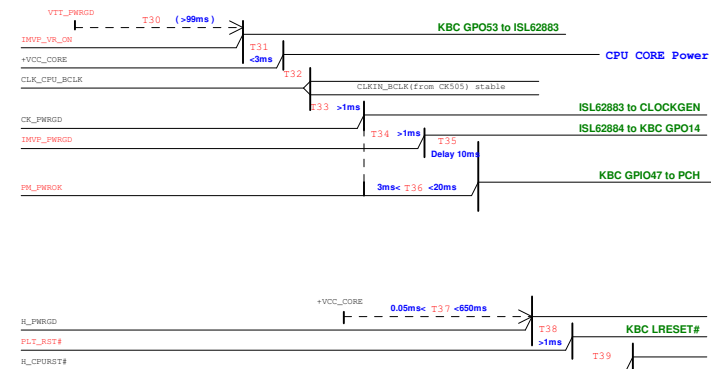 VTT_PWRGD
T30 ( >99ms )
KBC GPO53 to ISL62883
IMVP_VR_ON
T31
<3ms
CPU CORE Power
+VCC_CORE
T32
CLK_CPU_BCLK
CLKIN_BCLK(from CK505) stable
T33 >1ms
ISL62883 to CLOCKGEN
CK_PWRGD
T34 >1ms
ISL62884 to KBC GPO14
IMVP_PWRGD
T35
Delay 10ms
KBC GPIO47 to PCH
PM_PWROK
3ms< T36 <20ms
+VCC_CORE
0.05ms< T37 <650ms
H_PWRGD
T38
KBC LRESET#
PLT_RST#
>1ms
T39
H_CPURST#